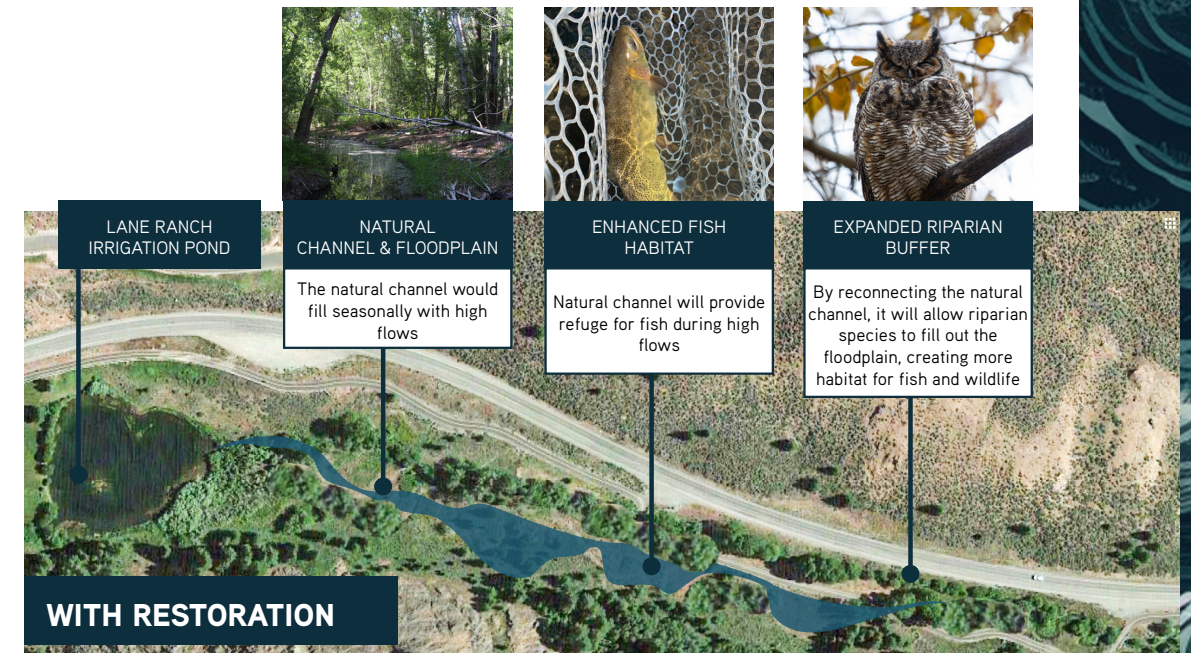 LANE RANCH
IRRIGATION POND
NATURAL
CHANNEL & FLOODPLAIN
The natural channel would
fill seasonally with high
flows
ENHANCED FISH
HABITAT
Natural channel will provide
refuge for fish during high
flows
EXPANDED RIPARIAN
BUFFER
By reconnecting the natural
channel, it will allow riparian
species to fill out the
floodplain, creating more
habitat for fish and wildlife
WITH RESTORATION